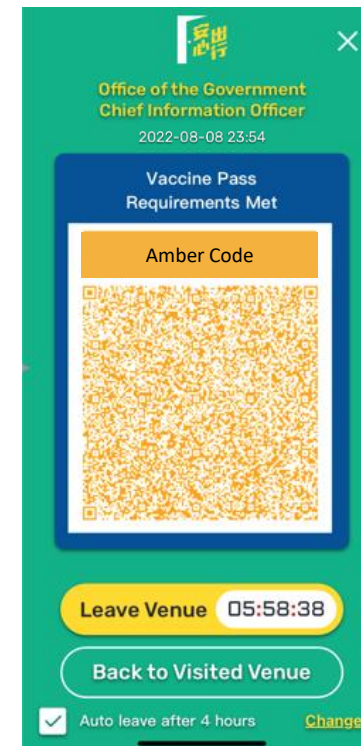 安心出行
Office of the Government
Chief Information Officer
2022-08-08 23:54
Vaccine Pass
Requirements Met
Amber Code
Leave Venue 05:58:38
Back to Visited Venue
Auto leave after 4 hours Change